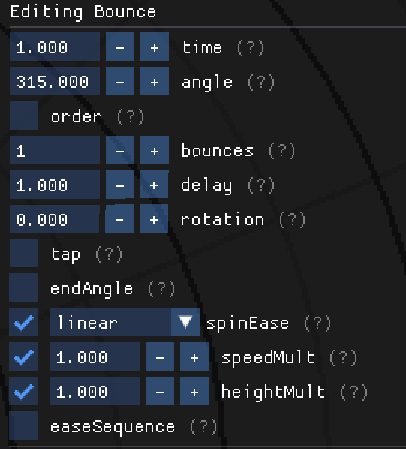 Editing Bounce
1.000 - + time (?)
315.000 - + angle (?)
order (?)
1 - + bounces (?)
1.000 - + delay (?)
0.000 - + rotation (?)
tap (?)
endAngle (?)
linear spinEase (?)
1.000 - + speedMult (?)
1.000 - + heightMult (?)
easeSequence (?)